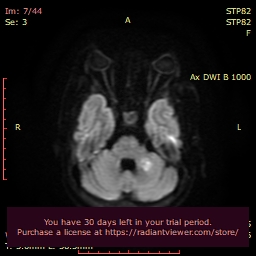 Im: 7/44
Se: 3
A
STP82
STP82
F
Ax DWI B 1000
R
L
You have 30 days left in your trial period.
Purchase a license at https://radiantviewer.com/store/